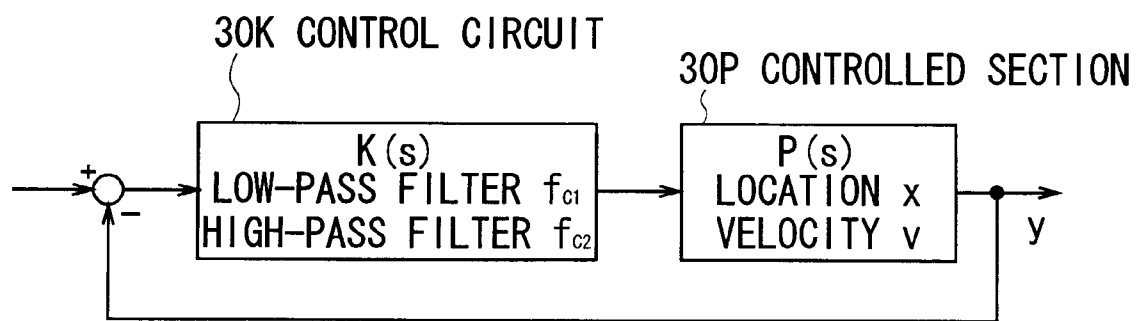 30K CONTROL CIRCUIT
30P CONTROLLED SECTION
K(s)
LOW-PASS FILTER fC1
HIGH-PASS FILTER fC2
P(s)
LOCATION x
VELOCITY v
+
−
y